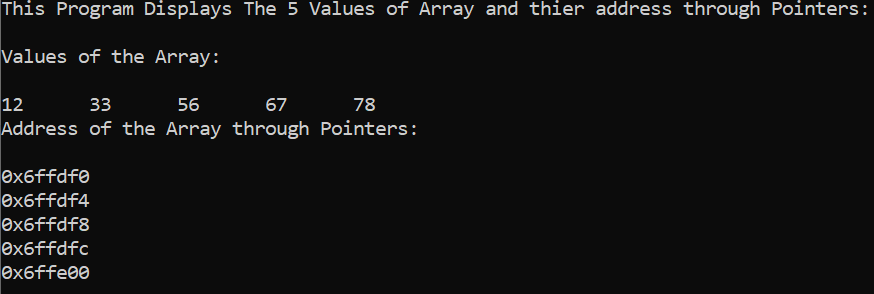 This Program Displays The 5 Values of Array and thier address through Pointers:
Values of the Array:
12 33 56 67 78
Address of the Array through Pointers:
0x6ffdf0
0x6ffdf4
0x6ffdf8
0x6ffdfc
0x6ffe00